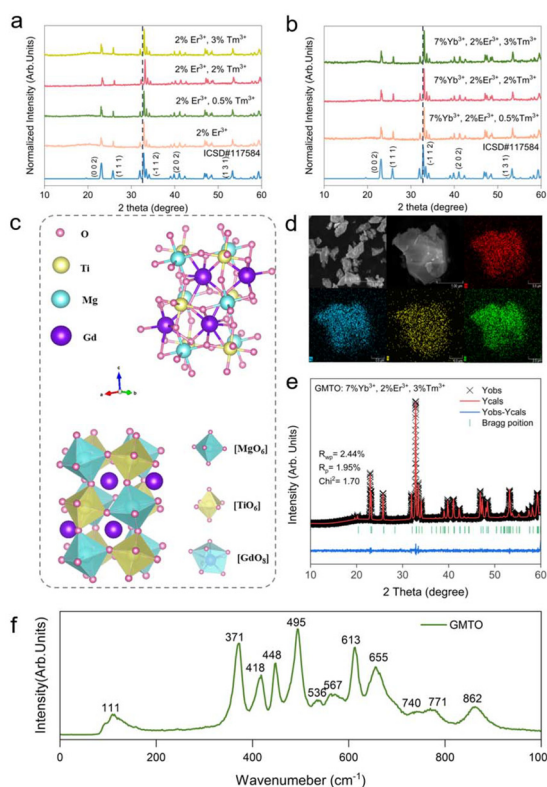 a
Normalized Intensity (Arb.Units)
2% Er³⁺, 3% Tm³⁺
2% Er³⁺, 2% Tm³⁺
2% Er³⁺, 0.5% Tm³⁺
2% Er³⁺
ICSD#117584
(0 0 2)
(1 1 1)
(-1 1 2)
(2 0 2)
(1 3 1)
10 20 30 40 50 60
2 theta (degree)
b
Normalized Intensity (Arb.Units)
7%Yb³⁺, 2%Er³⁺, 3%Tm³⁺
7%Yb³⁺, 2%Er³⁺, 2%Tm³⁺
7%Yb³⁺, 2%Er³⁺, 0.5%Tm³⁺
ICSD#117584
(0 0 2)
(1 1 1)
(-1 1 2)
(2 0 2)
(1 3 1)
10 20 30 40 50 60
2 theta (degree)
c
O
Ti
Mg
Gd
[MgO₆]
[TiO₆]
[GdO₈]
d
e
GMTO: 7%Yb³⁺, 2%Er³⁺, 3%Tm³⁺
Yobs
Ycals
Yobs-Ycals
Bragg poition
Rwp= 2.44%
Rp= 1.95%
Chi²= 1.70
Intensity (Arb. Units)
10 20 30 40 50 60
2 Theta (degree)
f
Intensity(Arb.Units)
GMTO
111
371
418
448
495
536
567
613
655
740
771
862
0 200 400 600 800 100
Wavenumeber (cm⁻¹)